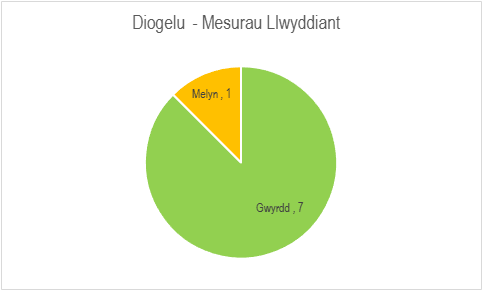 Diogelu - Mesurau Llwyddiant
Melyn , 1
Gwyrdd , 7